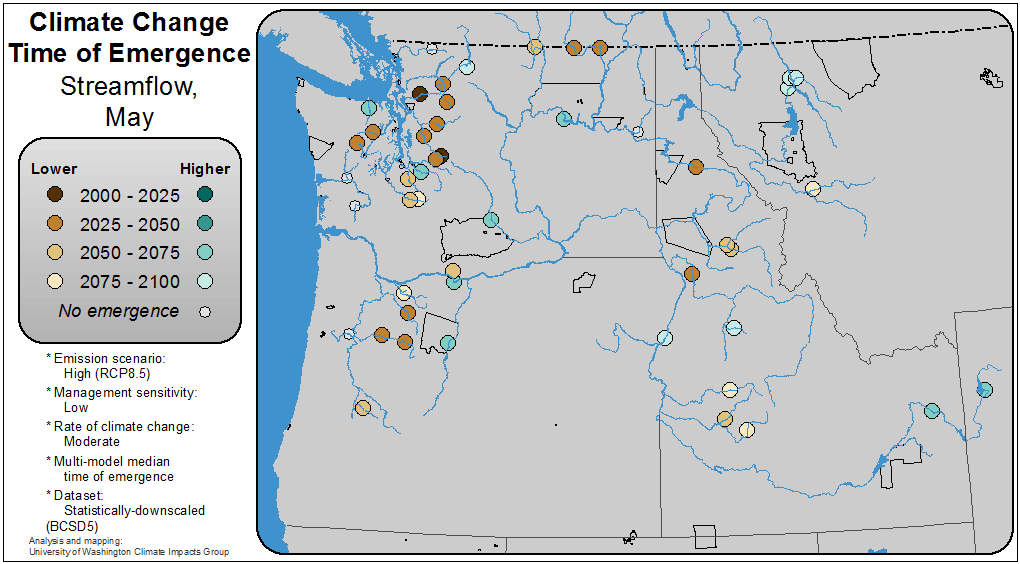 Climate Change
Time of Emergence
Streamflow,
May
Lower Higher
2000 - 2025
2025 - 2050
2050 - 2075
2075 - 2100
No emergence
* Emission scenario:
High (RCP8.5)
* Management sensitivity:
Low
* Rate of climate change:
Moderate
* Multi-model median
time of emergence
* Dataset:
Statistically-downscaled
(BCSD5)
Analysis and mapping:
University of Washington Climate Impacts Group